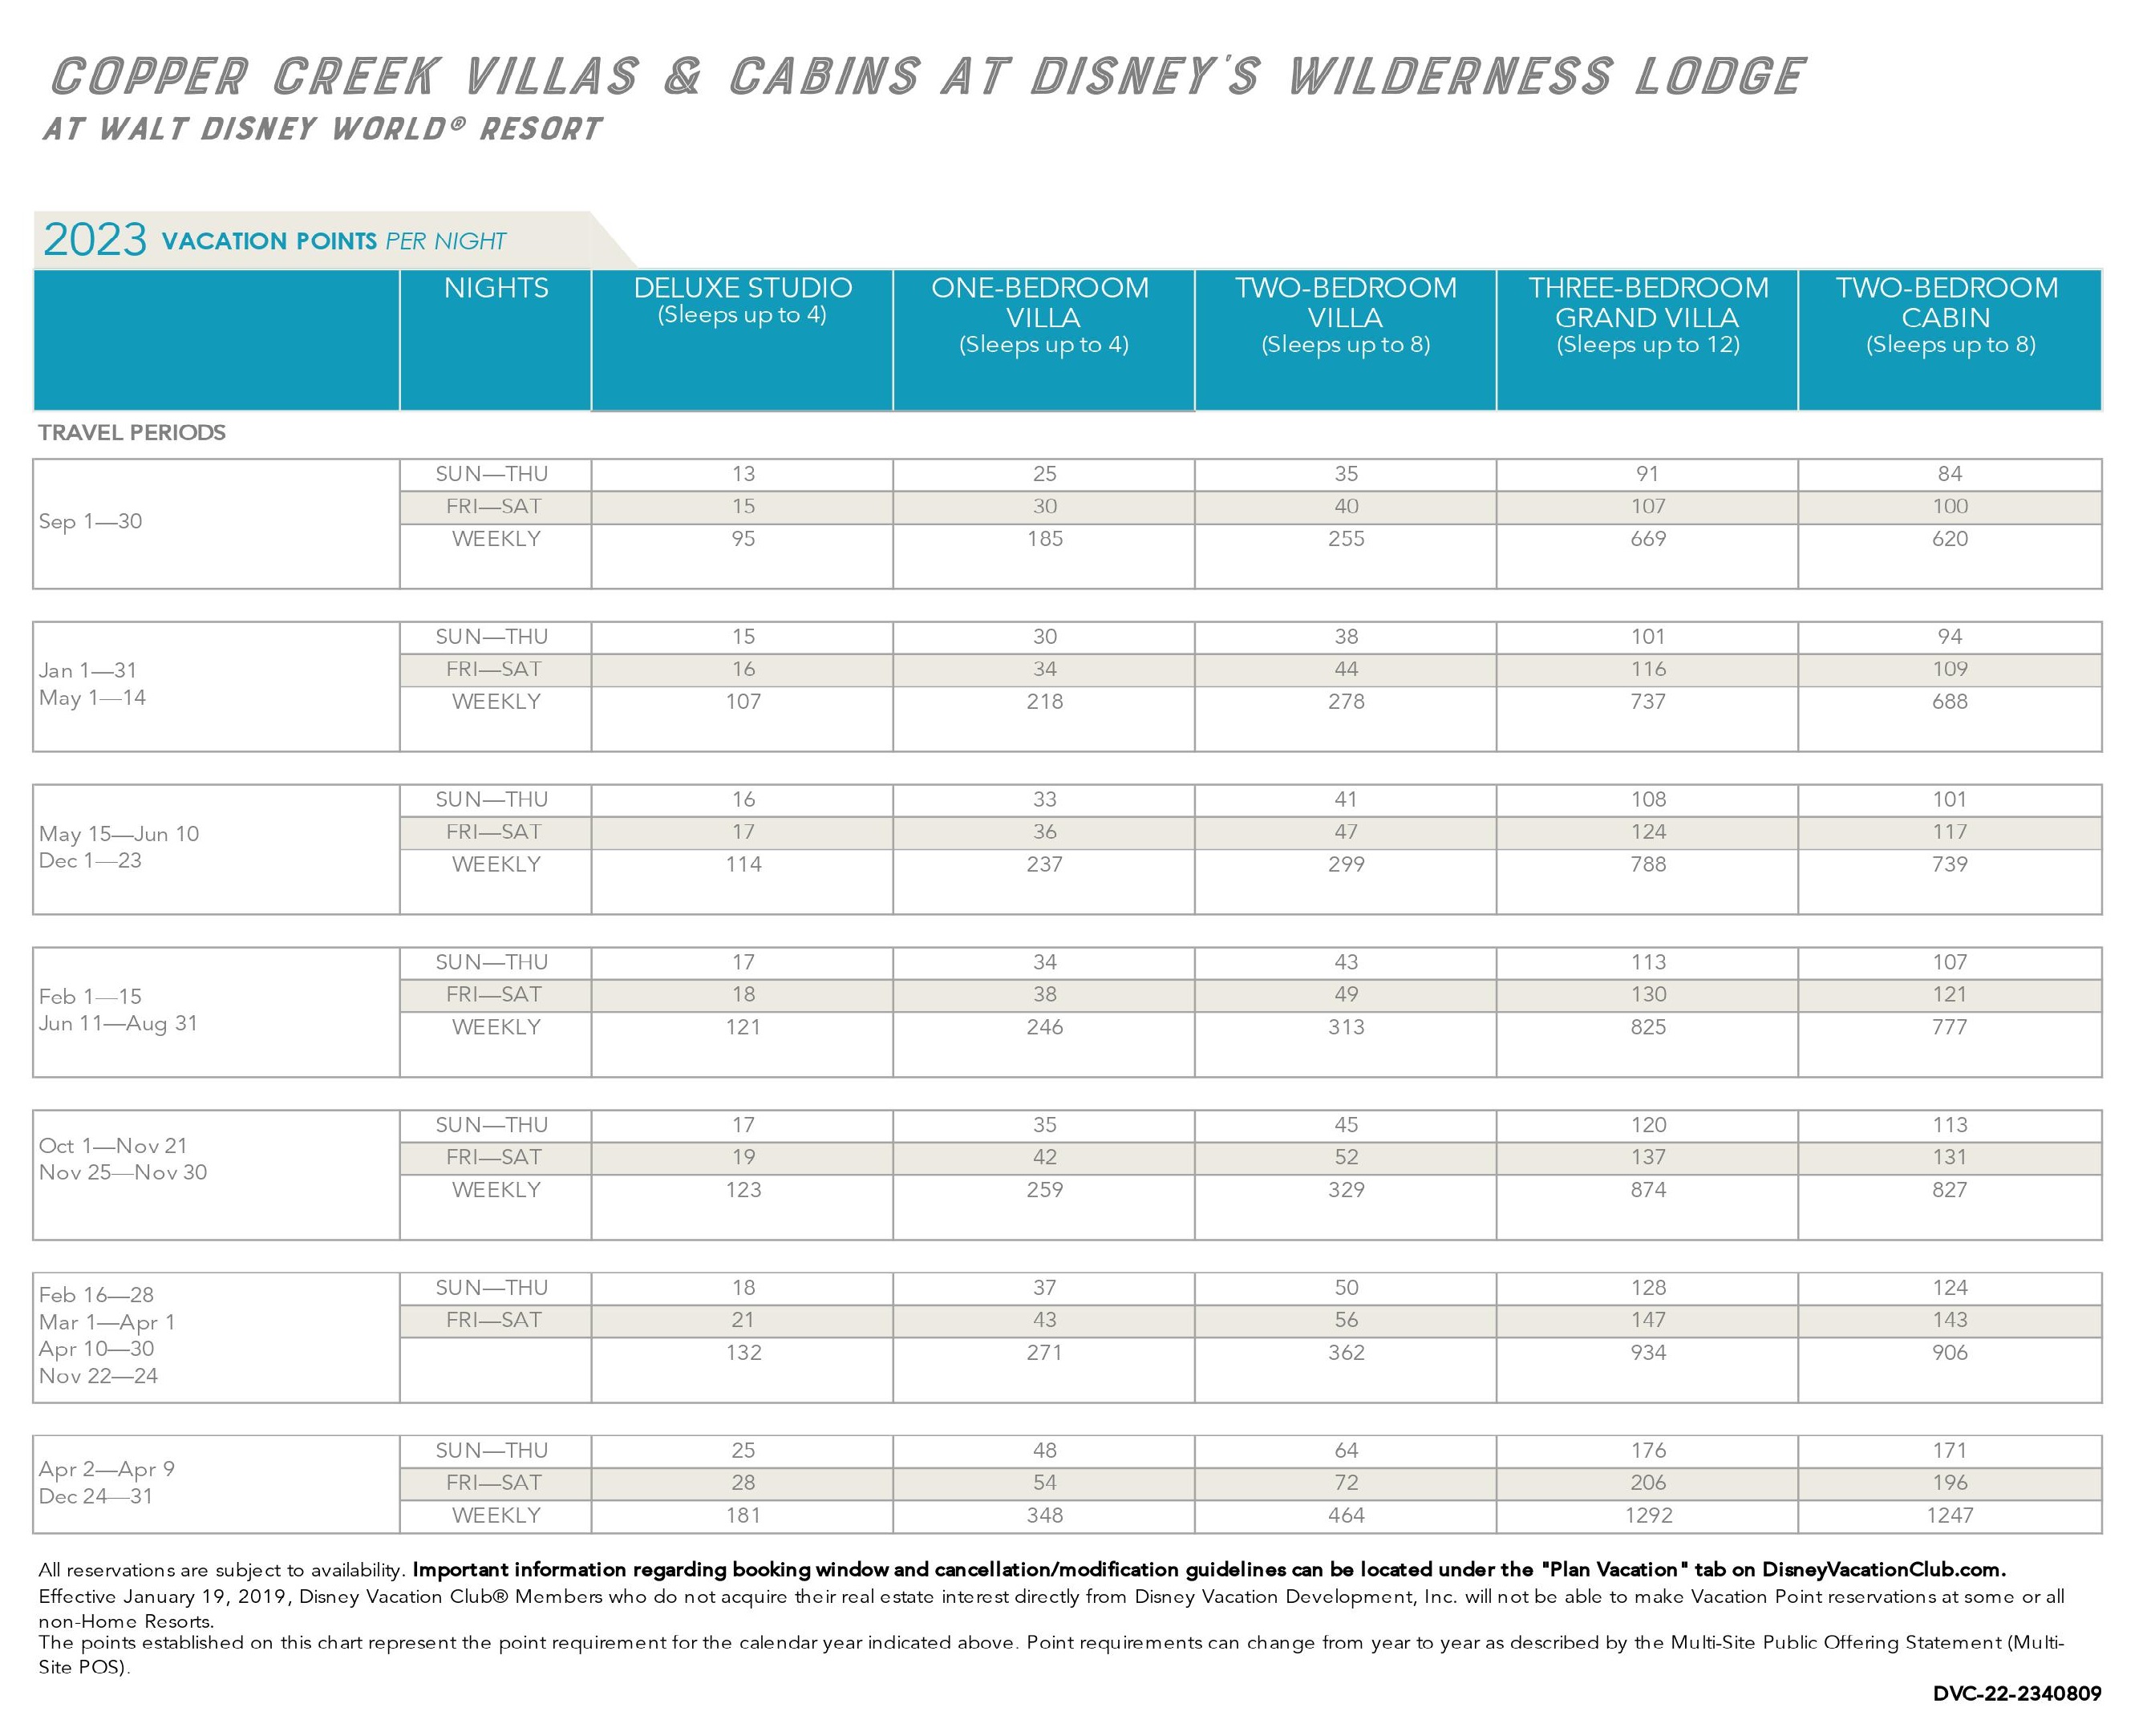 COPPER CREEK VILLAS & CABINS AT DISNEY'S WILDERNESS LODGE
AT WALT DISNEY WORLD® RESORT
2023 VACATION POINTS PER NIGHT
NIGHTS DELUXE STUDIO (Sleeps up to 4) ONE-BEDROOM VILLA (Sleeps up to 4) TWO-BEDROOM VILLA (Sleeps up to 8) THREE-BEDROOM GRAND VILLA (Sleeps up to 12) TWO-BEDROOM CABIN (Sleeps up to 8)
TRAVEL PERIODS
Sep 1—30
SUN—THU 13 25 35 91 84
FRI—SAT 15 30 40 107 100
WEEKLY 95 185 255 669 620
Jan 1—31
May 1—14
SUN—THU 15 30 38 101 94
FRI—SAT 16 34 44 116 109
WEEKLY 107 218 278 737 688
May 15—Jun 10
Dec 1—23
SUN—THU 16 33 41 108 101
FRI—SAT 17 36 47 124 117
WEEKLY 114 237 299 788 739
Feb 1—15
Jun 11—Aug 31
SUN—THU 17 34 43 113 107
FRI—SAT 18 38 49 130 121
WEEKLY 121 246 313 825 777
Oct 1—Nov 21
Nov 25—Nov 30
SUN—THU 17 35 45 120 113
FRI—SAT 19 42 52 137 131
WEEKLY 123 259 329 874 827
Feb 16—28
Mar 1—Apr 1
Apr 10—30
Nov 22—24
SUN—THU 18 37 50 128 124
FRI—SAT 21 43 56 147 143
132 271 362 934 906
Apr 2—Apr 9
Dec 24—31
SUN—THU 25 48 64 176 171
FRI—SAT 28 54 72 206 196
WEEKLY 181 348 464 1292 1247
All reservations are subject to availability. Important information regarding booking window and cancellation/modification guidelines can be located under the "Plan Vacation" tab on DisneyVacationClub.com.
Effective January 19, 2019, Disney Vacation Club® Members who do not acquire their real estate interest directly from Disney Vacation Development, Inc. will not be able to make Vacation Point reservations at some or all
non-Home Resorts.
The points established on this chart represent the point requirement for the calendar year indicated above. Point requirements can change from year to year as described by the Multi-Site Public Offering Statement (Multi-
Site POS).
DVC-22-2340809